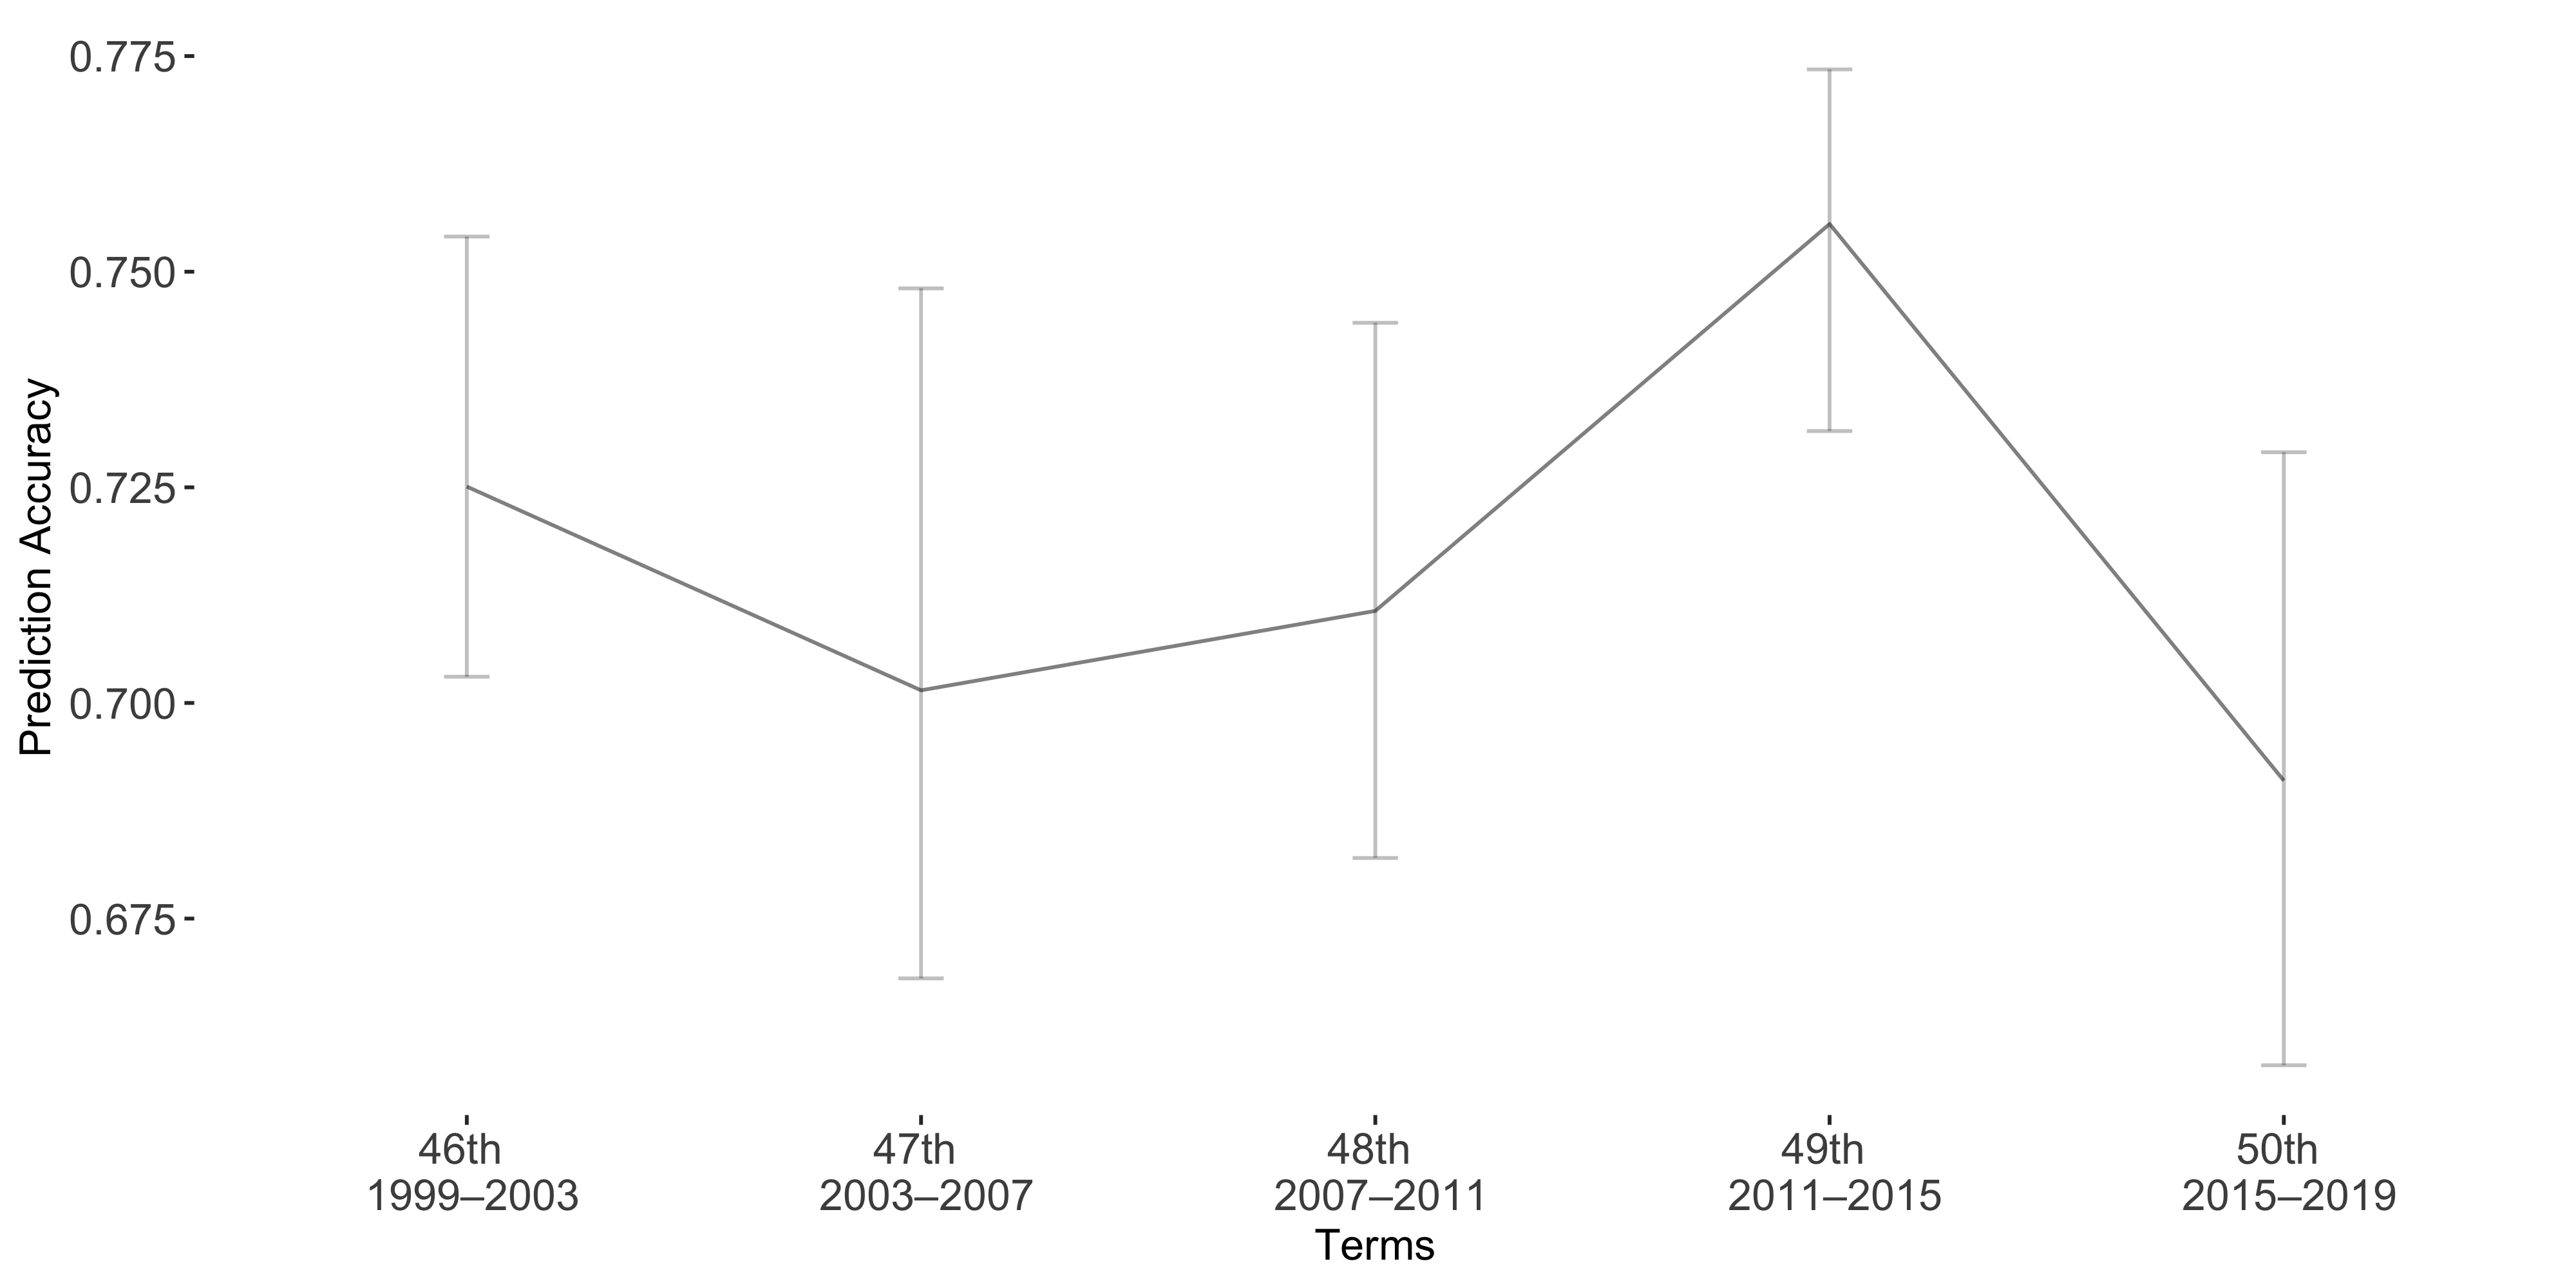 Prediction Accuracy
0.775
0.750
0.725
0.700
0.675
46th
1999–2003
47th
2003–2007
48th
2007–2011
49th
2011–2015
50th
2015–2019
Terms